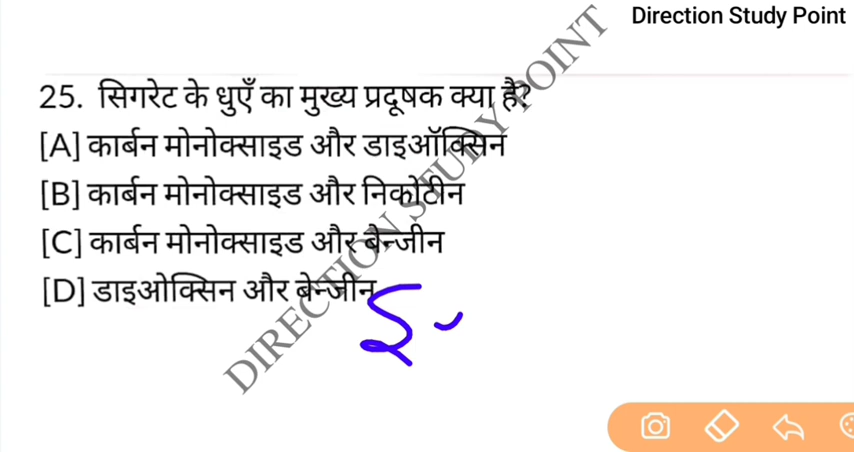 Direction Study Point
25. सिगरेट के धुएँ का मुख्य प्रदूषक क्या है?
[A] कार्बन मोनोक्साइड और डाइऑक्सिन
[B] कार्बन मोनोक्साइड और निकोटीन
[C] कार्बन मोनोक्साइड और बेन्जीन
[D] डाइओक्सिन और बेन्जीन
DIRECTION STUDY POINT